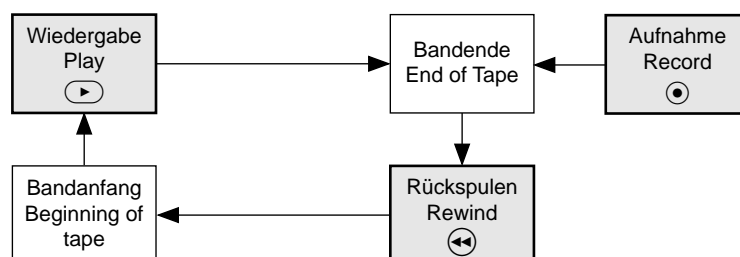 Wiedergabe
Play
Bandende
End of Tape
Aufnahme
Record
Bandanfang
Beginning of
tape
Rückspulen
Rewind